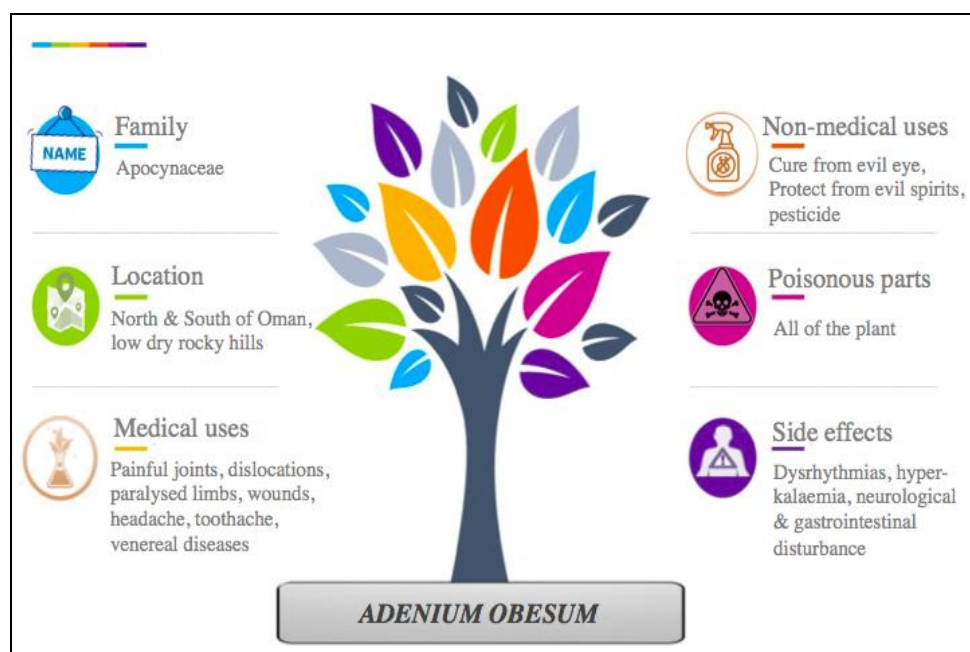 NAME
Family
Apocynaceae
Location
North & South of Oman,
low dry rocky hills
Medical uses
Painful joints, dislocations,
paralysed limbs, wounds,
headache, toothache,
venereal diseases
Non-medical uses
Cure from evil eye,
Protect from evil spirits,
pesticide
Poisonous parts
All of the plant
Side effects
Dysrhythmias, hyper-
kalaemia, neurological
& gastrointestinal
disturbance
ADENIUM OBESUM